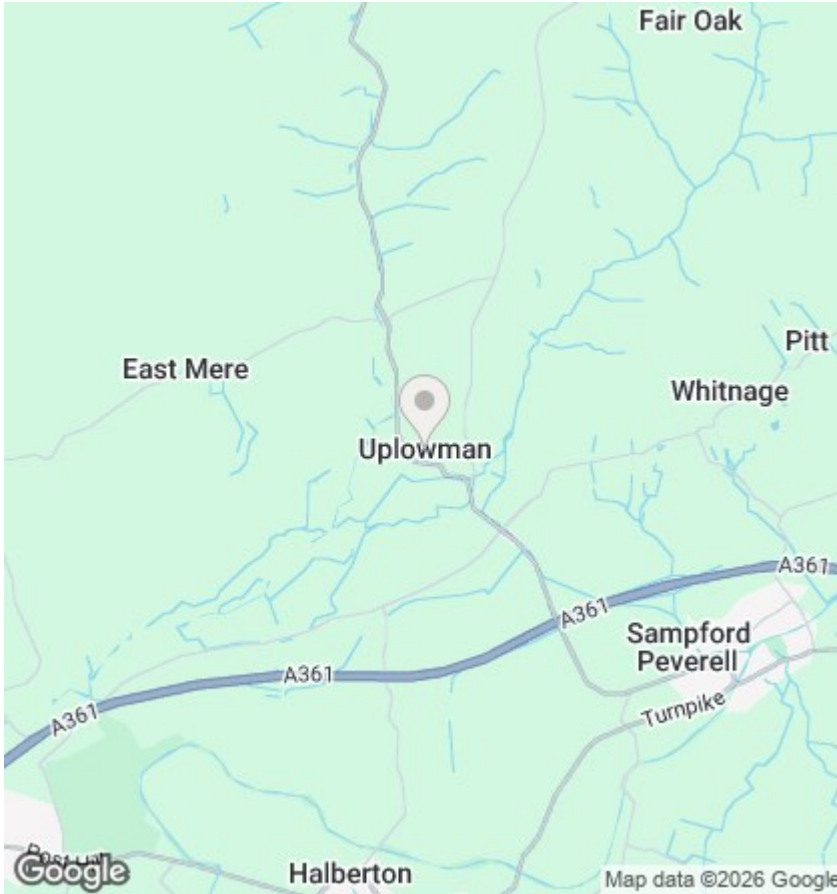 Fair Oak
Pitt
East Mere
Whitnage
Uplowman
A361
A361
Sampford
Peverell
A361
Turnpike
A361
Halberton
Google
Map data ©2026 Google